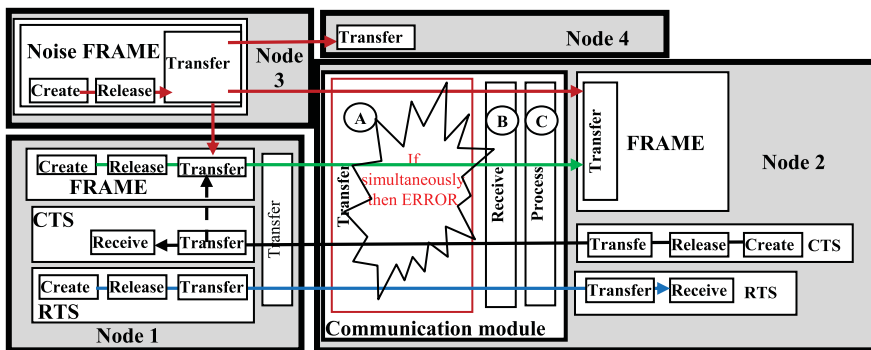 Noise FRAME
Transfer
Create
Release
Node
3
Transfer
Node 4
Create
Release
Transfer
FRAME
CTS
Receive
Transfer
Create
Release
Transfer
RTS
Transfer
Node 1
A
If
simultaneously
then ERROR
Transfer
B
Receive
C
Process
Communication module
Transfer
FRAME
Node 2
Transfe
Release
Create
CTS
Transfer
Receive
RTS